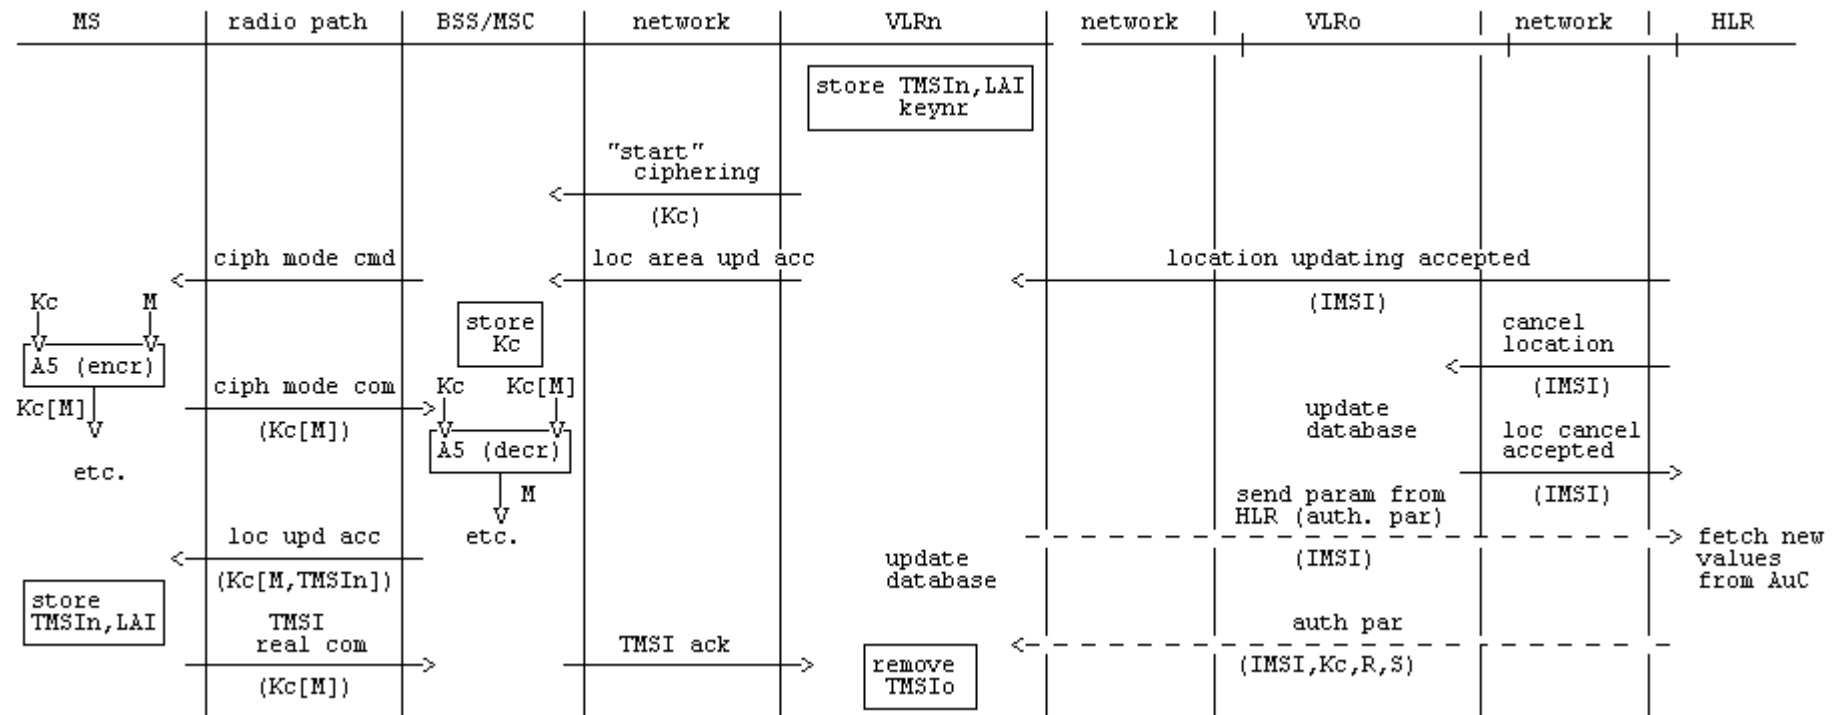 MS radio path BSS/MSC network VLRn network VLRo network HLR
store TMSIn,LAI
keynr
"start"
ciphering
(Kc)
ciph mode cmd loc area upd acc location updating accepted
(IMSI)
Kc M
store
Kc
cancel
location
A5 (encr)
ciph mode com Kc Kc[M] (IMSI)
Kc[M]
(Kc[M])
update
database
loc cancel
accepted
A5 (decr)
etc.
M
send param from
HLR (auth. par)
(IMSI)
loc upd acc etc. fetch new
values
from AuC
(IMSI)
update
database
(Kc[M,TMSIn])
store
TMSIn,LAI
TMSI
real com
TMSI ack
auth par
(IMSI,Kc,R,S)
remove
TMSIo
(Kc[M])